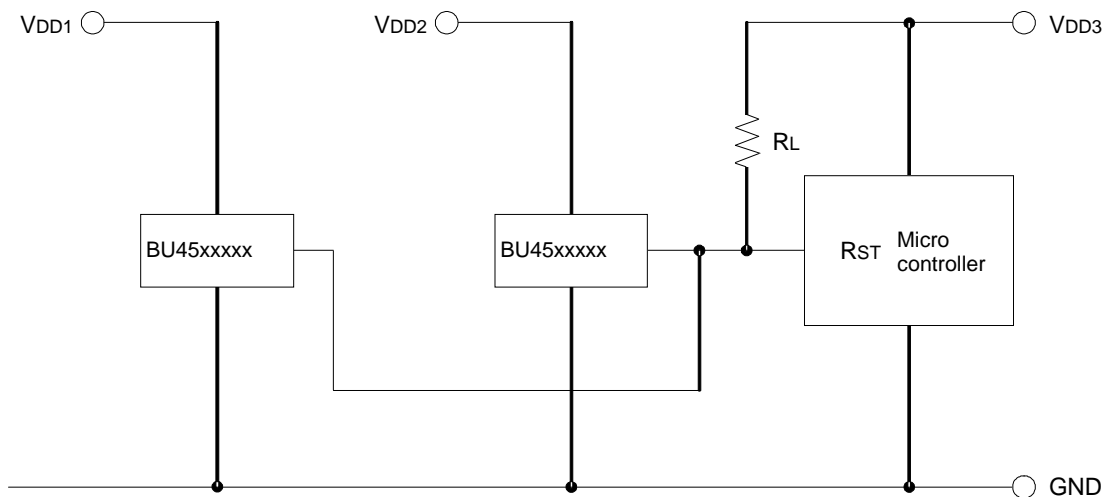 VDD1
VDD2
VDD3
RL
BU45xxxxx
BU45xxxxx
RST
Micro
controller
GND